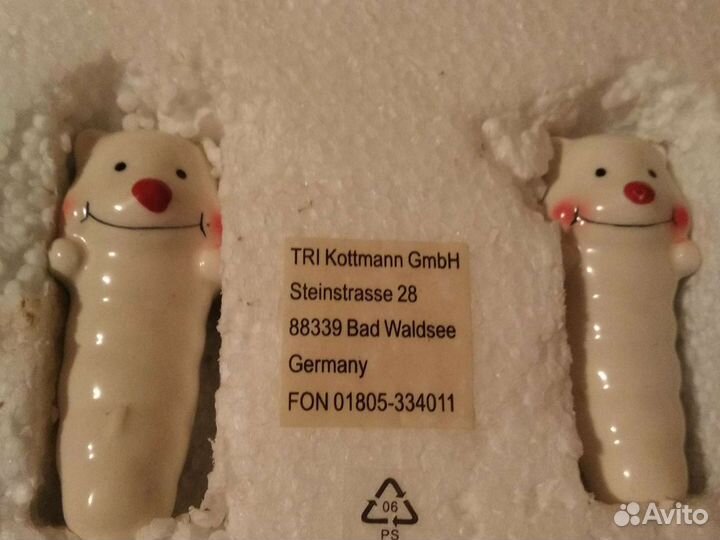 TRI Kottmann GmbH
Steinstrasse 28
88339 Bad Waldsee
Germany
FON 01805-334011
06
PS
Avito